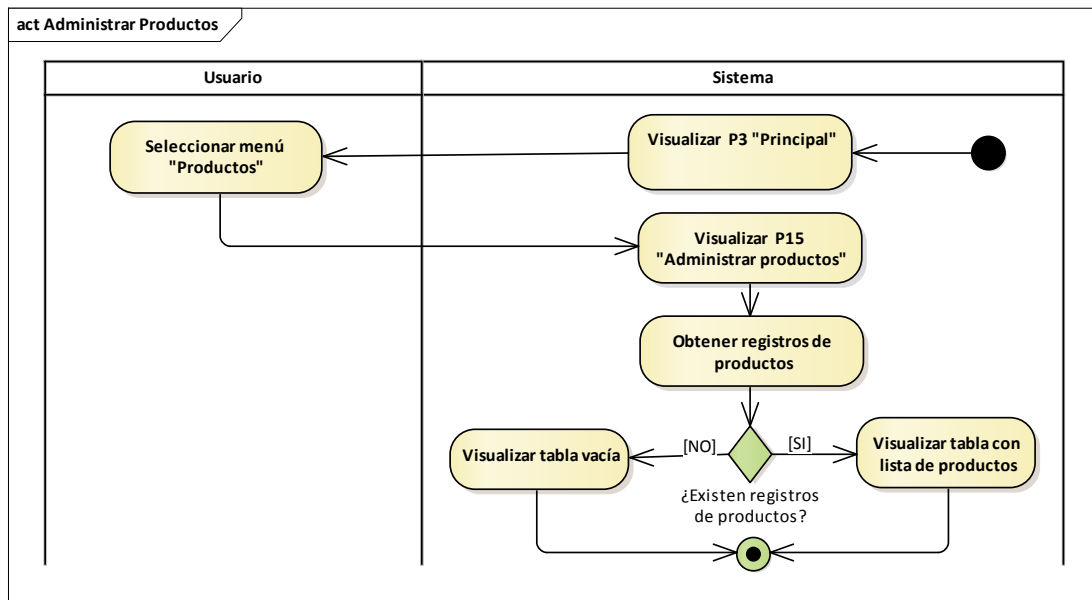 act Administrar Productos
Usuario
Sistema
Seleccionar menú
"Productos"
Visualizar P3 "Principal"
Visualizar P15
"Administrar productos"
Obtener registros de
productos
Visualizar tabla vacía
[NO]
[SI]
Visualizar tabla con
lista de productos
¿Existen registros
de productos?